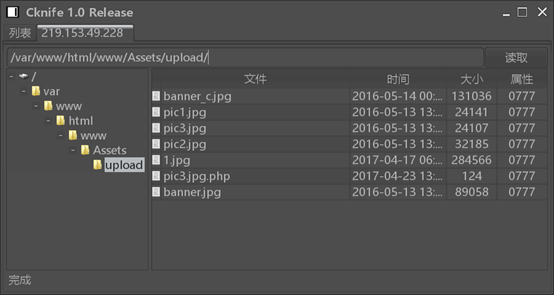 Cknife 1.0 Release
列表 219.153.49.228
/var/www/html/www/Assets/upload/ 读取
/
var
www
html
www
Assets
upload
文件 时间 大小 属性
banner_c.jpg 2016-05-14 00:... 131036 0777
pic1.jpg 2016-05-13 13:... 24141 0777
pic3.jpg 2016-05-13 13:... 24107 0777
pic2.jpg 2016-05-13 13:... 32185 0777
1.jpg 2017-04-17 06:... 284566 0777
pic3.jpg.php 2017-04-23 13:... 124 0777
banner.jpg 2016-05-13 13:... 89058 0777
完成